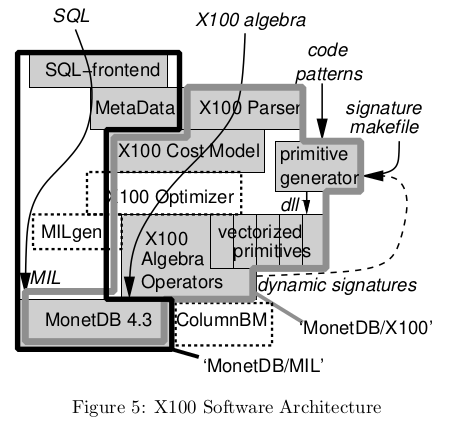 SQL
X100 algebra
SQL-frontend
code
patterns
MetaData
X100 Parser
signature
makefile
X100 Cost Model
primitive
generator
X100 Optimizer
dll
MILgen
X100
Algebra
Operators
vectorized
primitives
MIL
dynamic signatures
MonetDB 4.3
ColumnBM
'MonetDB/X100'
'MonetDB/MIL'
Figure 5: X100 Software Architecture